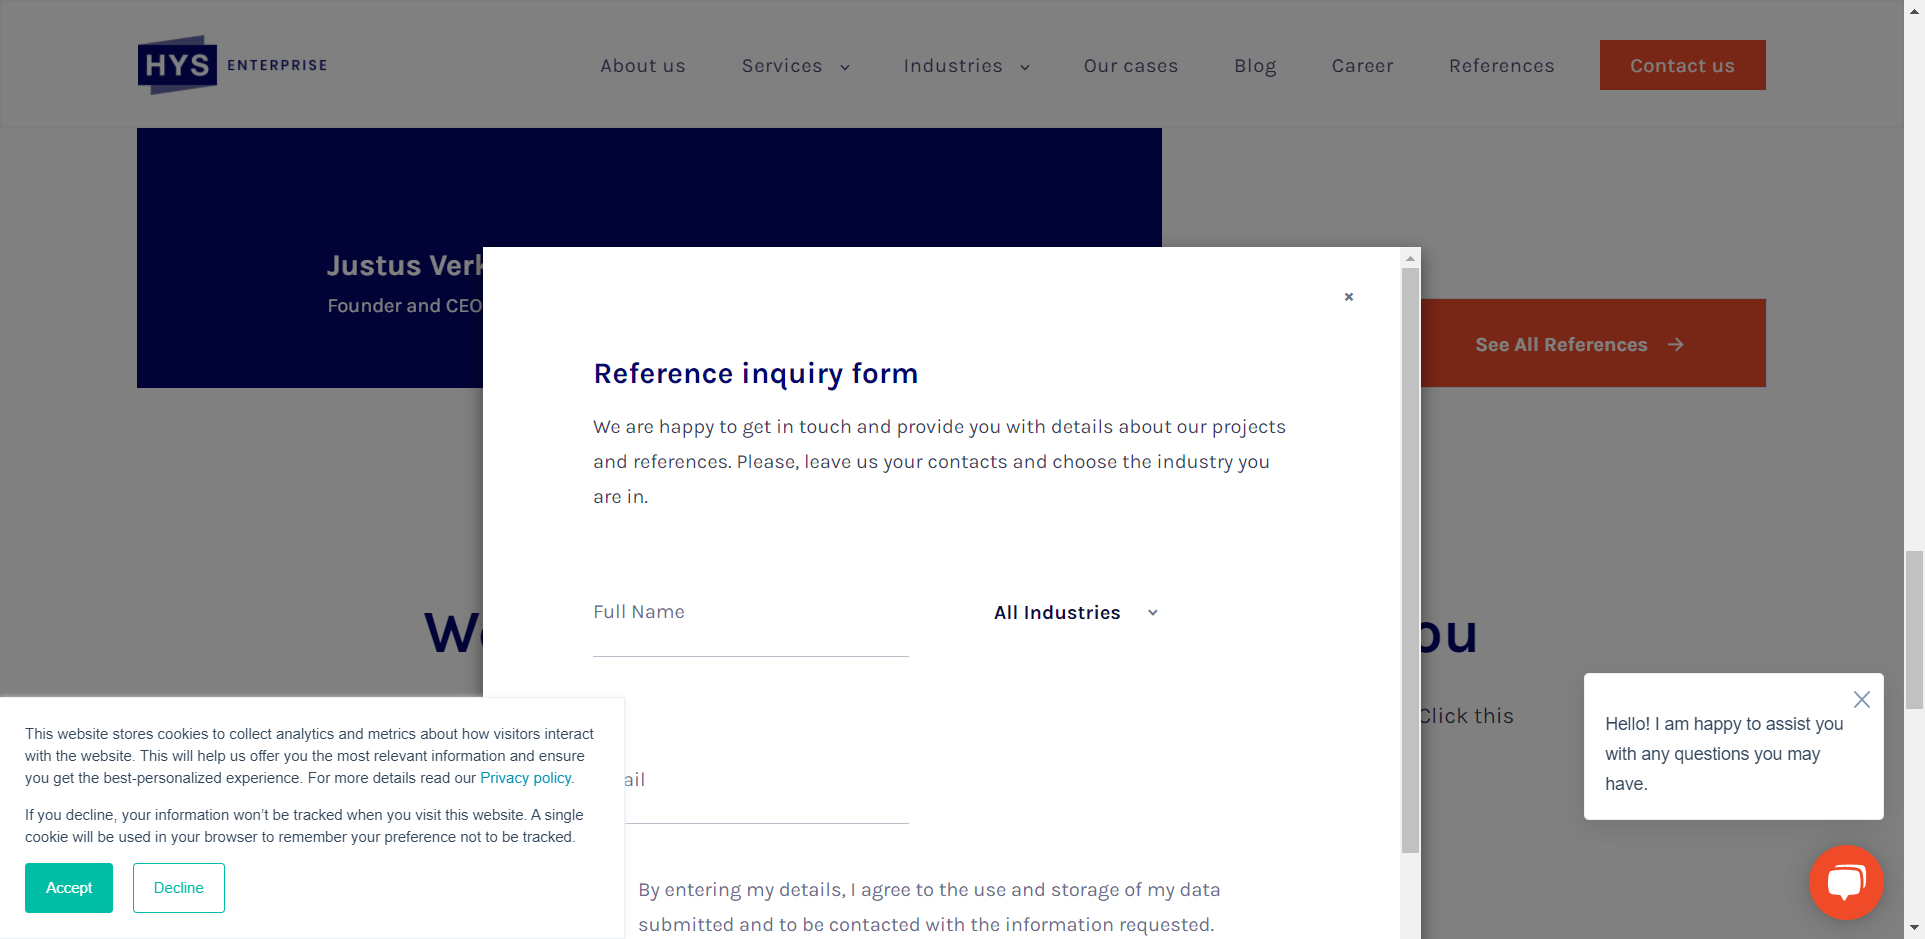 HYS ENTERPRISE
About us
Services
Industries
Our cases
Blog
Career
References
Contact us
Founder and CEO
Justus
See All References
×
Reference inquiry form
We are happy to get in touch and provide you with details about our projects
and references. Please, leave us your contacts and choose the industry you
are in.
Full Name
All Industries
Click this
By entering my details, I agree to the use and storage of my data
submitted and to be contacted with the information requested.
This website stores cookies to collect analytics and metrics about how visitors interact
with the website. This will help us offer you the most relevant information and ensure
you get the best-personalized experience. For more details read our Privacy policy.
If you decline, your information won’t be tracked when you visit this website. A single
cookie will be used in your browser to remember your preference not to be tracked.
Accept
Decline
Hello! I am happy to assist you
with any questions you may
have.